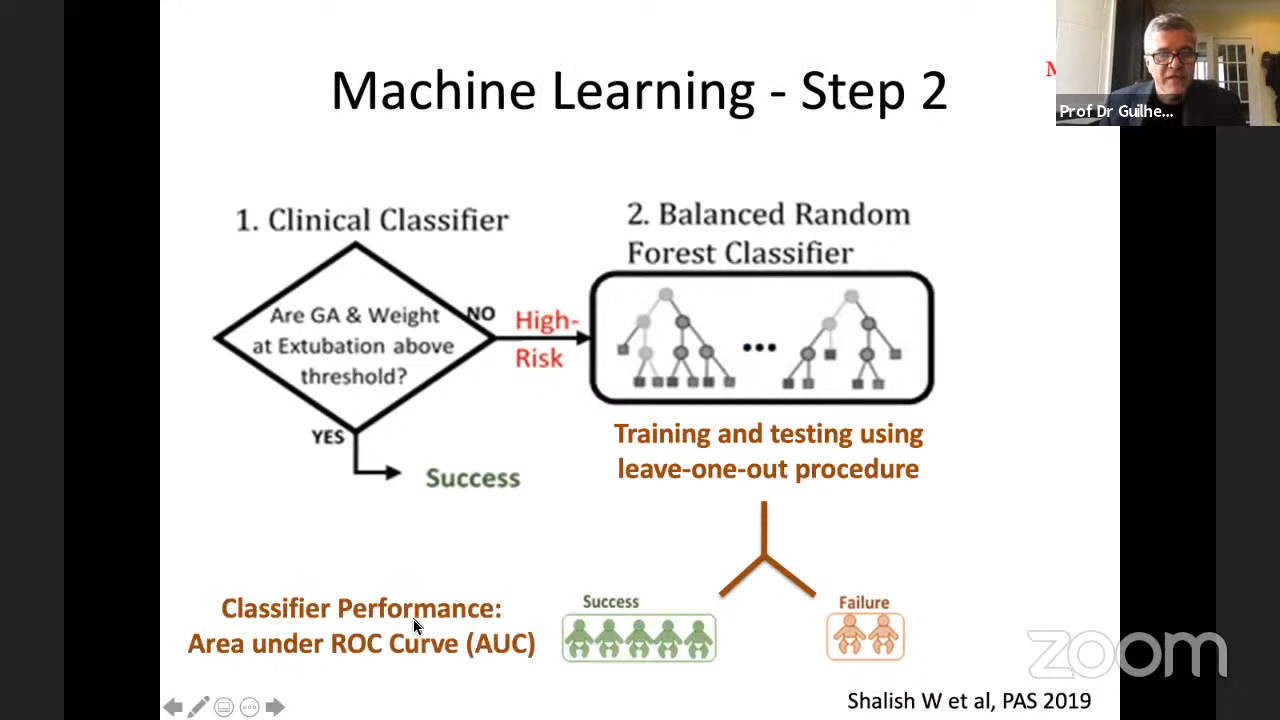 Machine Learning - Step 2
M
Prof Dr Guilhe...
1. Clinical Classifier
2. Balanced Random
Forest Classifier
Are GA & Weight
at Extubation above
threshold?
NO
High-
Risk
YES
Success
Training and testing using
leave-one-out procedure
Classifier Performance:
Area under ROC Curve (AUC)
Success
Failure
zoom
Shalish W et al, PAS 2019